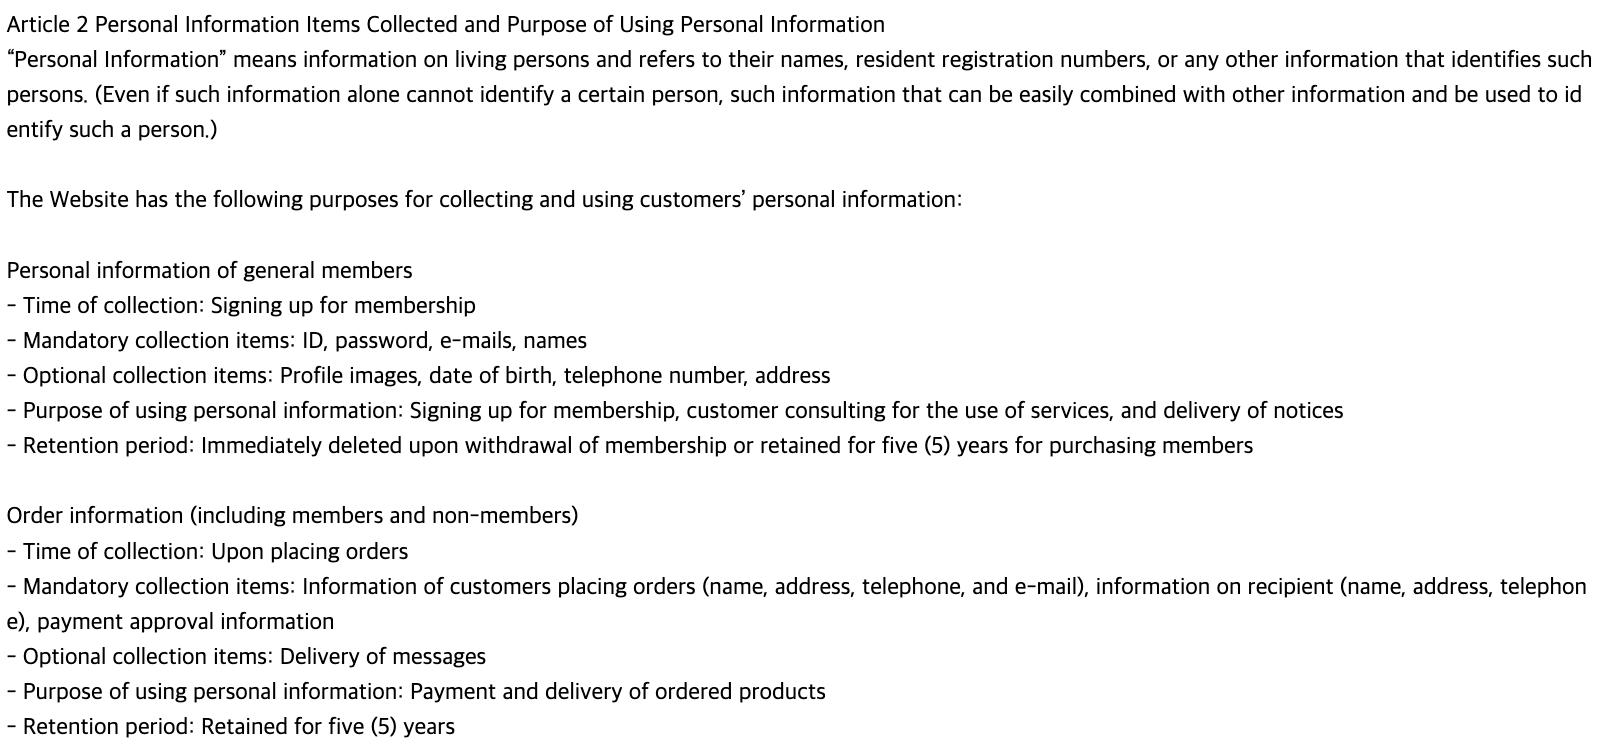 Article 2 Personal Information Items Collected and Purpose of Using Personal Information
“Personal Information” means information on living persons and refers to their names, resident registration numbers, or any other information that identifies such
persons. (Even if such information alone cannot identify a certain person, such information that can be easily combined with other information and be used to id
entify such a person.)

The Website has the following purposes for collecting and using customers’ personal information:

Personal information of general members
- Time of collection: Signing up for membership
- Mandatory collection items: ID, password, e-mails, names
- Optional collection items: Profile images, date of birth, telephone number, address
- Purpose of using personal information: Signing up for membership, customer consulting for the use of services, and delivery of notices
- Retention period: Immediately deleted upon withdrawal of membership or retained for five (5) years for purchasing members

Order information (including members and non-members)
- Time of collection: Upon placing orders
- Mandatory collection items: Information of customers placing orders (name, address, telephone, and e-mail), information on recipient (name, address, telephon
e), payment approval information
- Optional collection items: Delivery of messages
- Purpose of using personal information: Payment and delivery of ordered products
- Retention period: Retained for five (5) years